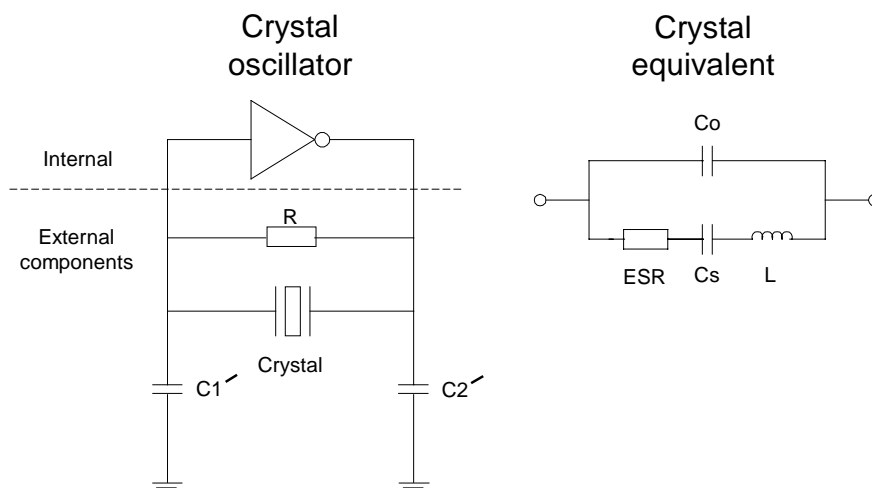 Crystal
oscillator
Internal
External
components
R
Crystal
C1′
C2′
Crystal
equivalent
Co
ESR
Cs
L